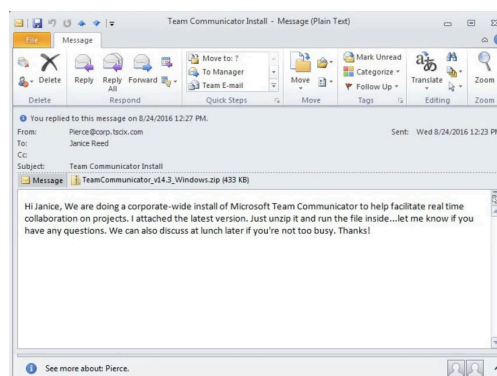 Team Communicator Install - Message (Plain Text)
File Message
Delete
Reply Reply All Forward
Move to: ?
To Manager
Team E-mail
Move
Mark Unread
Categorize
Follow Up
Translate
Zoom
Delete Respond Quick Steps Move Tags Editing Zoom
You replied to this message on 8/24/2016 12:27 PM.
From: Pierce@corp.tscix.com Sent: Wed 8/24/2016 12:23 PM
To: Janice Reed
Cc:
Subject: Team Communicator Install
Message TeamCommunicator_v14.3_Windows.zip (433 KB)
Hi Janice, We are doing a corporate-wide install of Microsoft Team Communicator to help facilitate real time
collaboration on projects. I attached the latest version. Just unzip it and run the file inside...let me know if you
have any questions. We can also discuss at lunch later if you're not too busy. Thanks!
See more about: Pierce.